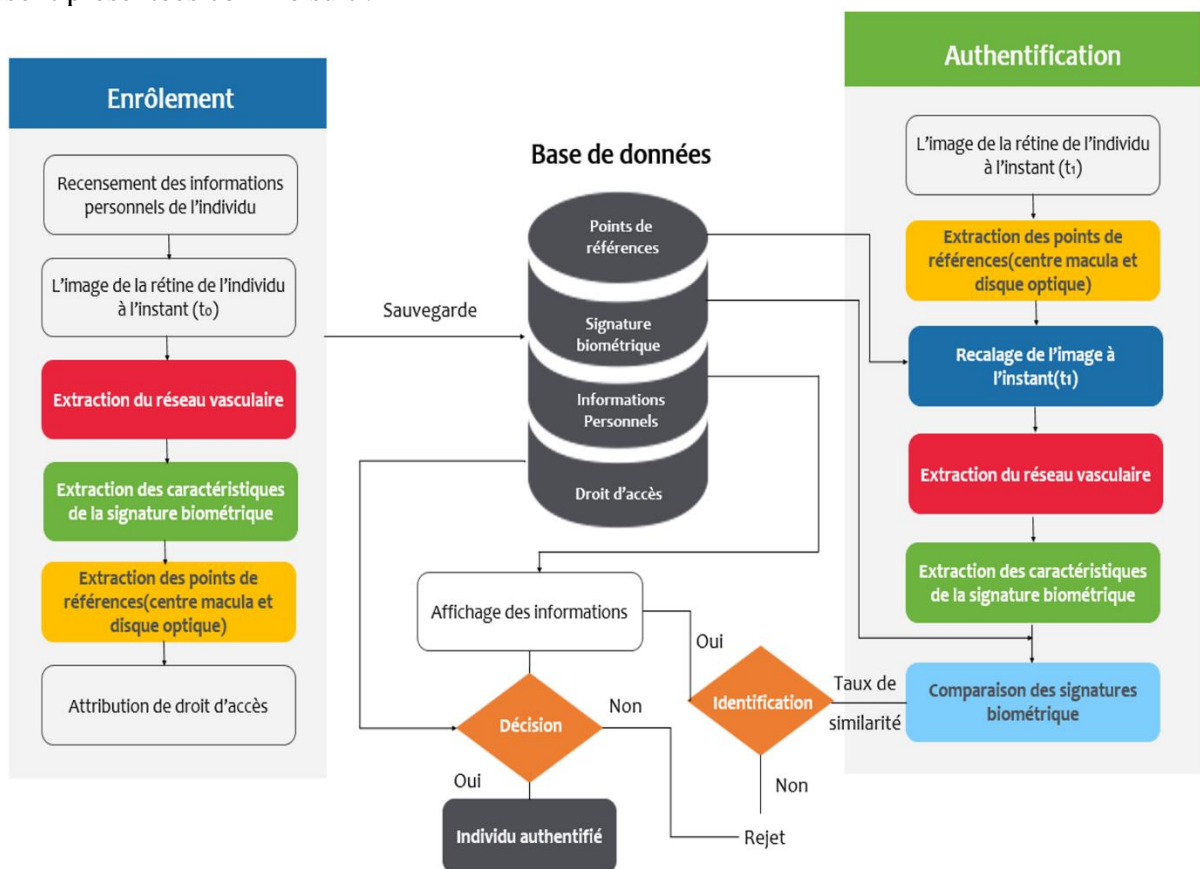 Enrôlement
Recensement des informations
personnels de l'individu
L'image de la rétine de l'individu
à l'instant (t₀)
Extraction du réseau vasculaire
Extraction des caractéristiques
de la signature biométrique
Extraction des points de
références(centre macula et
disque optique)
Attribution de droit d'accès
Sauvegarde
Base de données
Points de
références
Signature
biométrique
Informations
Personnels
Droit d'accès
Affichage des informations
Oui
Décision
Non
Oui
Individu authentifié
Identification
Non
Rejet
Taux de
similarité
Authentification
L'image de la rétine de l'individu
à l'instant (t₁)
Extraction des points de
références(centre macula et
disque optique)
Recalage de l'image à
l'instant(t₁)
Extraction du réseau vasculaire
Extraction des caractéristiques
de la signature biométrique
Comparaison des signatures
biométrique